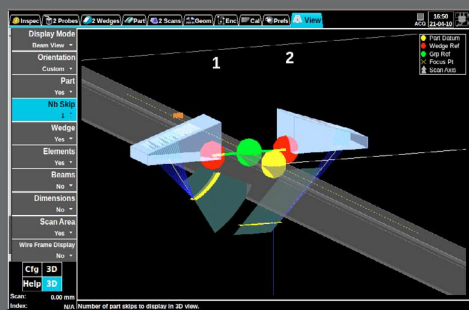 Inspec 2 Probes 2 Wedges Part 2 Scans Geom Enc Cal Prefs View
ACQ 16:50 21-04-10
Display Mode
Beam View
Orientation
Custom
Part
Yes
Nb Skip
1
Wedge
Yes
Elements
Yes
Beams
No
Dimensions
No
Scan Area
Yes
Wire Frame Display
No
Cfg 3D
Help 3D
Scan: 0.00 mm
Index: N/A
1 2
Part Datum
Wedge Ref
Grp Ref
Focus Pt
Scan Axis
Number of part skips to display in 3D view.